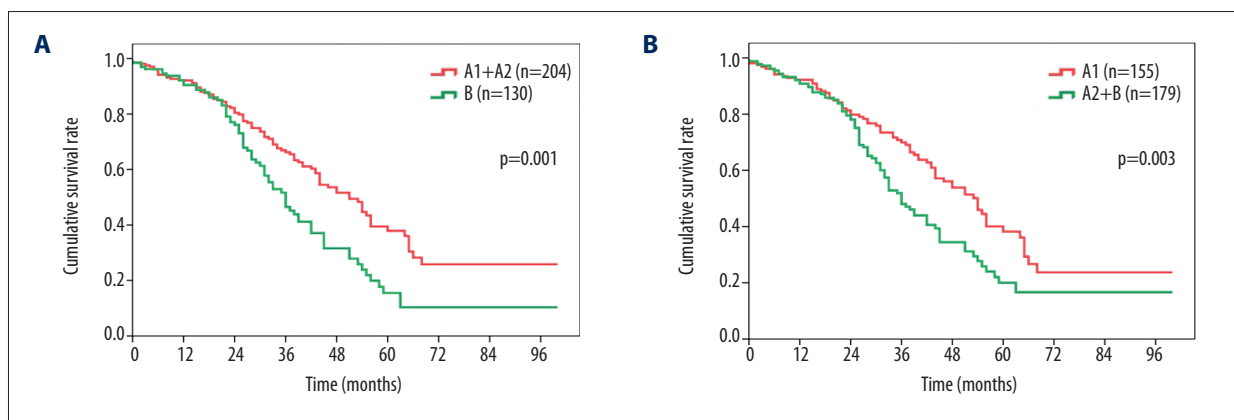 A
Cumulative survival rate
1.0
0.8
0.6
0.4
0.2
0.0
A1+A2 (n=204)
B (n=130)
p=0.001
0 12 24 36 48 60 72 84 96
Time (months)
B
Cumulative survival rate
1.0
0.8
0.6
0.4
0.2
0.0
A1 (n=155)
A2+B (n=179)
p=0.003
0 12 24 36 48 60 72 84 96
Time (months)